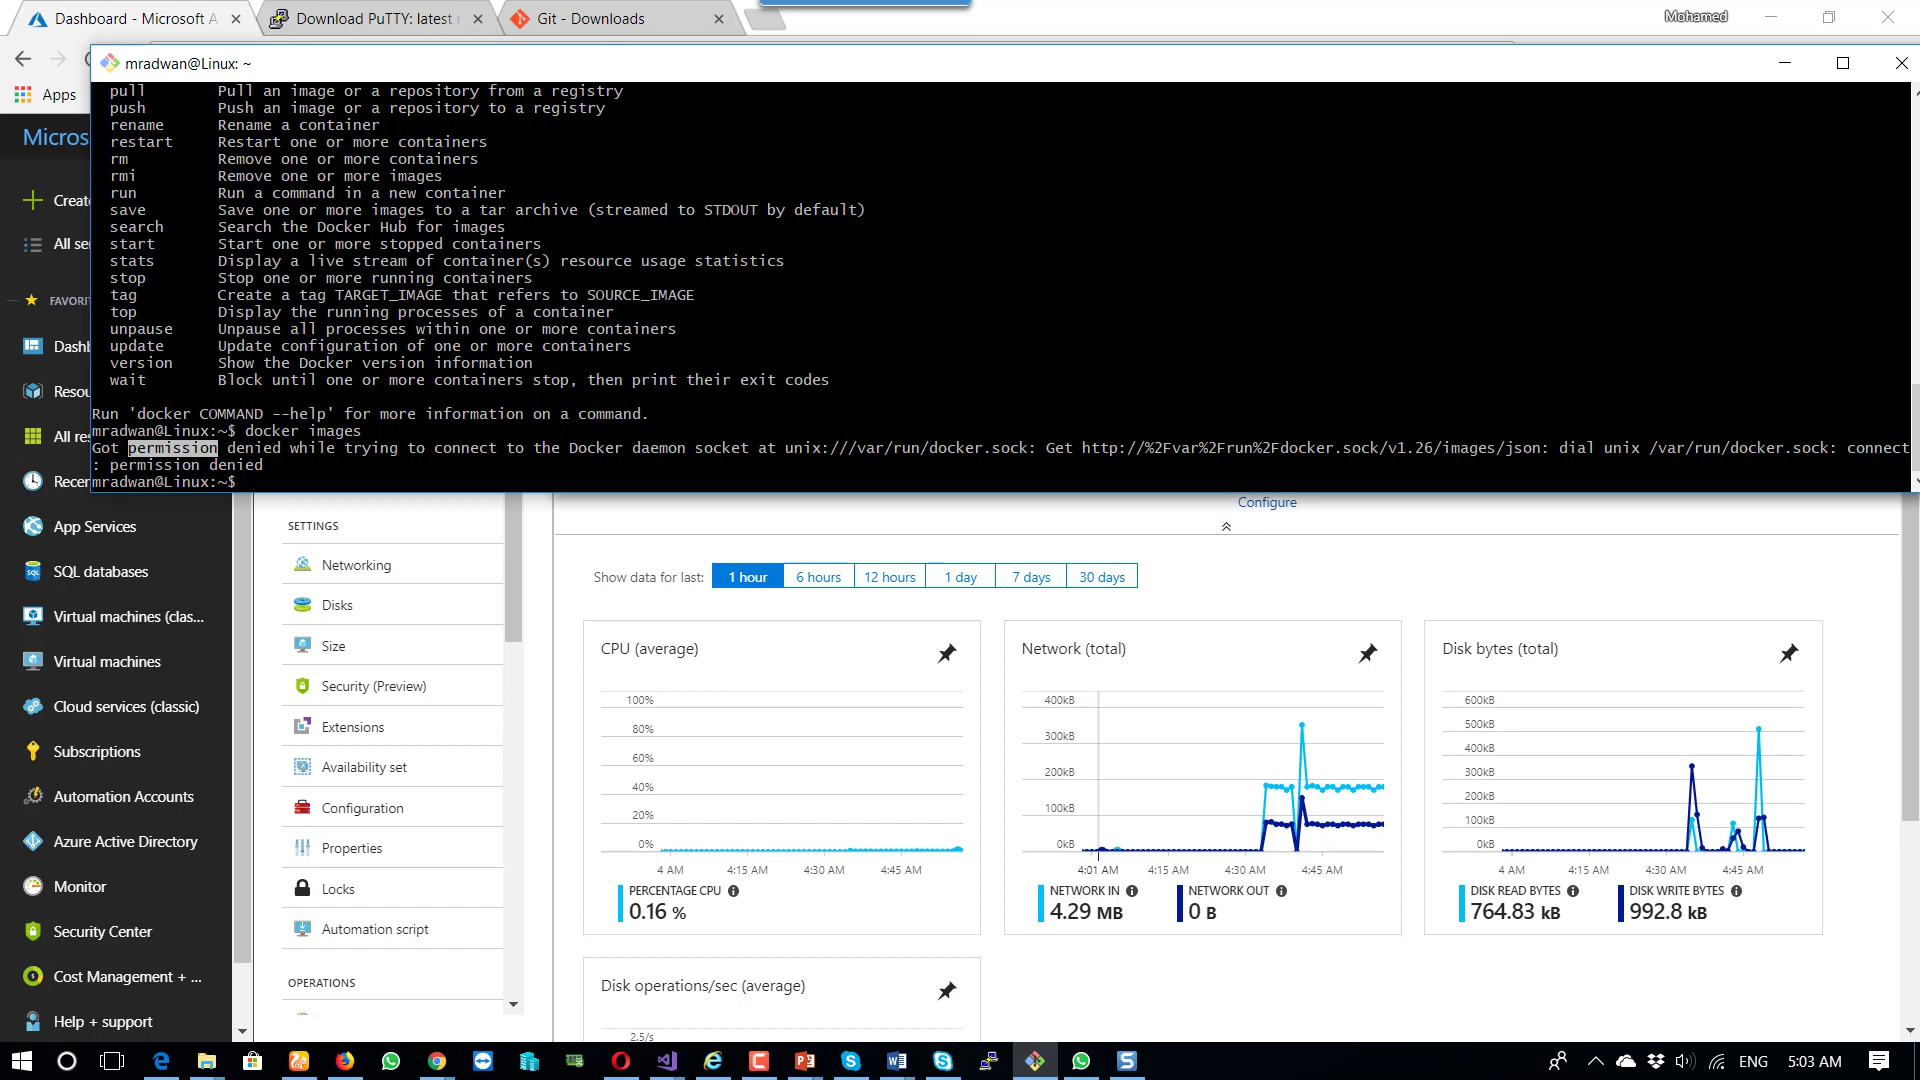 Dashboard - Microsoft A
Download PuTTY: latest r
Git - Downloads
Mohamed
Apps
mradwan@Linux: ~
pull Pull an image or a repository from a registry
push Push an image or a repository to a registry
rename Rename a container
restart Restart one or more containers
rm Remove one or more containers
rmi Remove one or more images
run Run a command in a new container
save Save one or more images to a tar archive (streamed to STDOUT by default)
search Search the Docker Hub for images
start Start one or more stopped containers
stats Display a live stream of container(s) resource usage statistics
stop Stop one or more running containers
tag Create a tag TARGET_IMAGE that refers to SOURCE_IMAGE
top Display the running processes of a container
unpause Unpause all processes within one or more containers
update Update configuration of one or more containers
version Show the Docker version information
wait Block until one or more containers stop, then print their exit codes
Run 'docker COMMAND --help' for more information on a command.
mradwan@Linux:~$ docker images
Got permission denied while trying to connect to the Docker daemon socket at unix:///var/run/docker.sock: Get http://%2Fvar%2Frun%2Fdocker.sock/v1.26/images/json: dial unix /var/run/docker.sock: connect
: permission denied
mradwan@Linux:~$
Micros
Create
All se
FAVORI
Dashb
Resou
All re
Recen
App Services
SQL databases
Virtual machines (clas...
Virtual machines
Cloud services (classic)
Subscriptions
Automation Accounts
Azure Active Directory
Monitor
Security Center
Cost Management + ...
Help + support
SETTINGS
Networking
Disks
Size
Security (Preview)
Extensions
Availability set
Configuration
Properties
Locks
Automation script
OPERATIONS
Configure
Show data for last: 1 hour 6 hours 12 hours 1 day 7 days 30 days
CPU (average)
100%
80%
60%
40%
20%
0%
4 AM 4:15 AM 4:30 AM 4:45 AM
PERCENTAGE CPU
0.16 %
Network (total)
400kB
300kB
200kB
100kB
0kB
4:01 AM 4:15 AM 4:30 AM 4:45 AM
NETWORK IN
4.29 MB
NETWORK OUT
0 B
Disk bytes (total)
600kB
500kB
400kB
300kB
200kB
100kB
0kB
4 AM 4:15 AM 4:30 AM 4:45 AM
DISK READ BYTES
764.83 kB
DISK WRITE BYTES
992.8 kB
Disk operations/sec (average)
2.5/s
ENG
5:03 AM